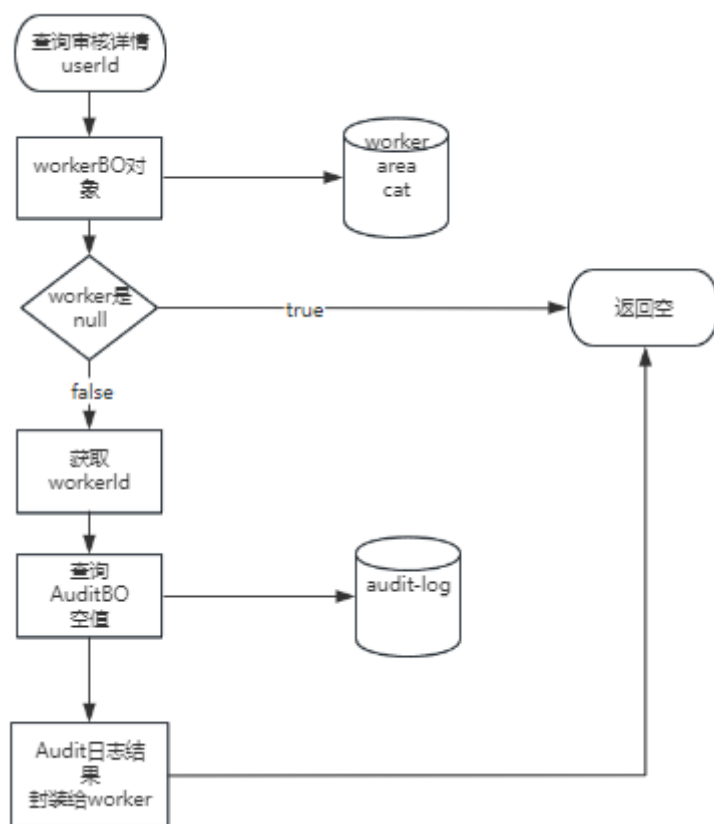 查询审核详情
userId
workerBO对
象
worker
area
cat
worker是
null
true
返回空
false
获取
workerId
查询
AuditBO
空值
audit-log
Audit日志结
果
封装给worker